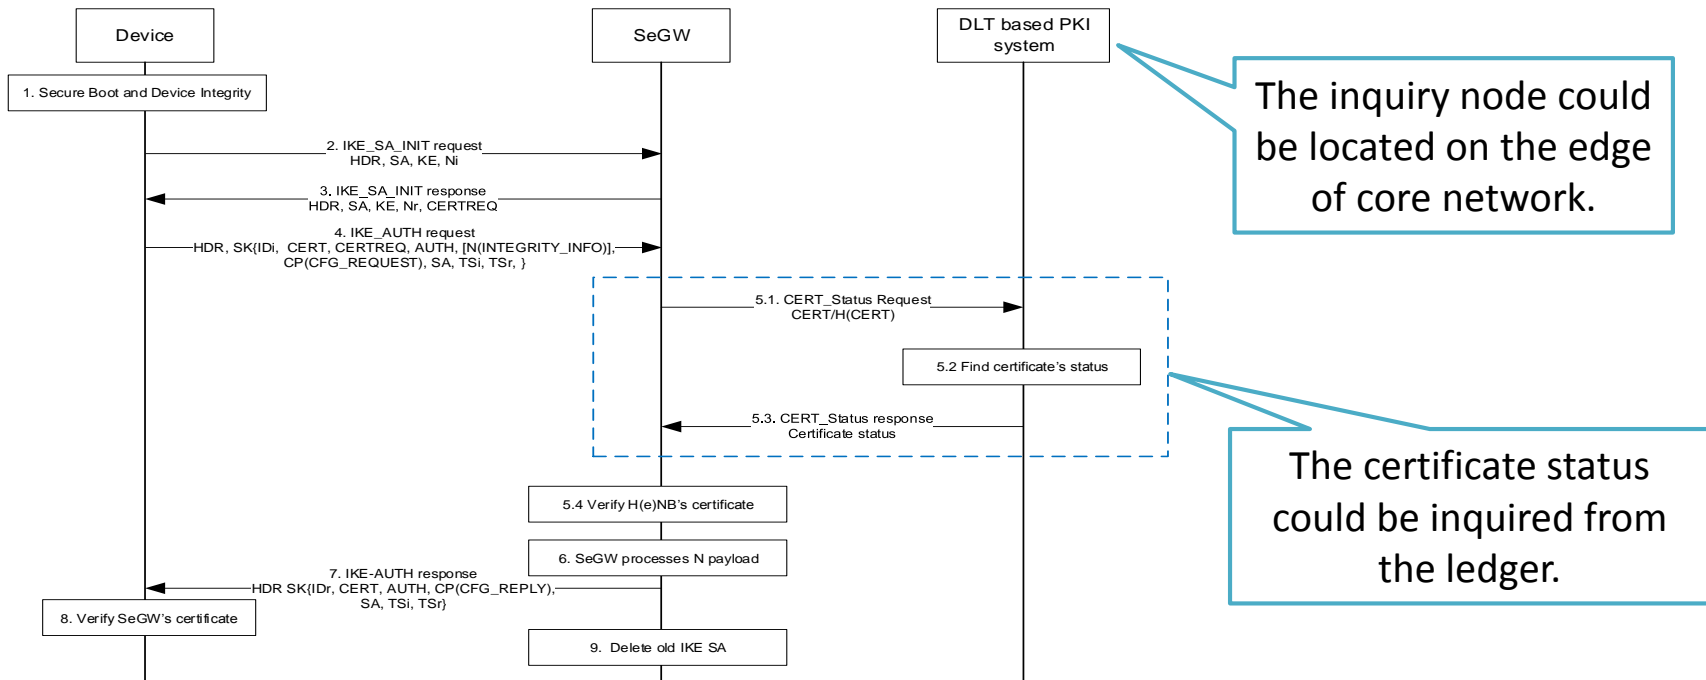 Device
SeGW
DLT based PKI
system
1. Secure Boot and Device Integrity
2. IKE_SA_INIT request
HDR, SA, KE, Ni
3. IKE_SA_INIT response
HDR, SA, KE, Nr, CERTREQ
4. IKE_AUTH request
HDR, SK{IDi, CERT, CERTREQ, AUTH, [N(INTEGRITY_INFO)],
CP(CFG_REQUEST), SA, TSi, TSr, }
5.1. CERT_Status Request
CERT/H(CERT)
5.2 Find certificate's status
5.3. CERT_Status response
Certificate status
5.4 Verify H(e)NB's certificate
6. SeGW processes N payload
7. IKE-AUTH response
HDR SK{IDr, CERT, AUTH, CP(CFG_REPLY),
SA, TSi, TSr}
8. Verify SeGW's certificate
9. Delete old IKE SA
The inquiry node could
be located on the edge
of core network.
The certificate status
could be inquired from
the ledger.